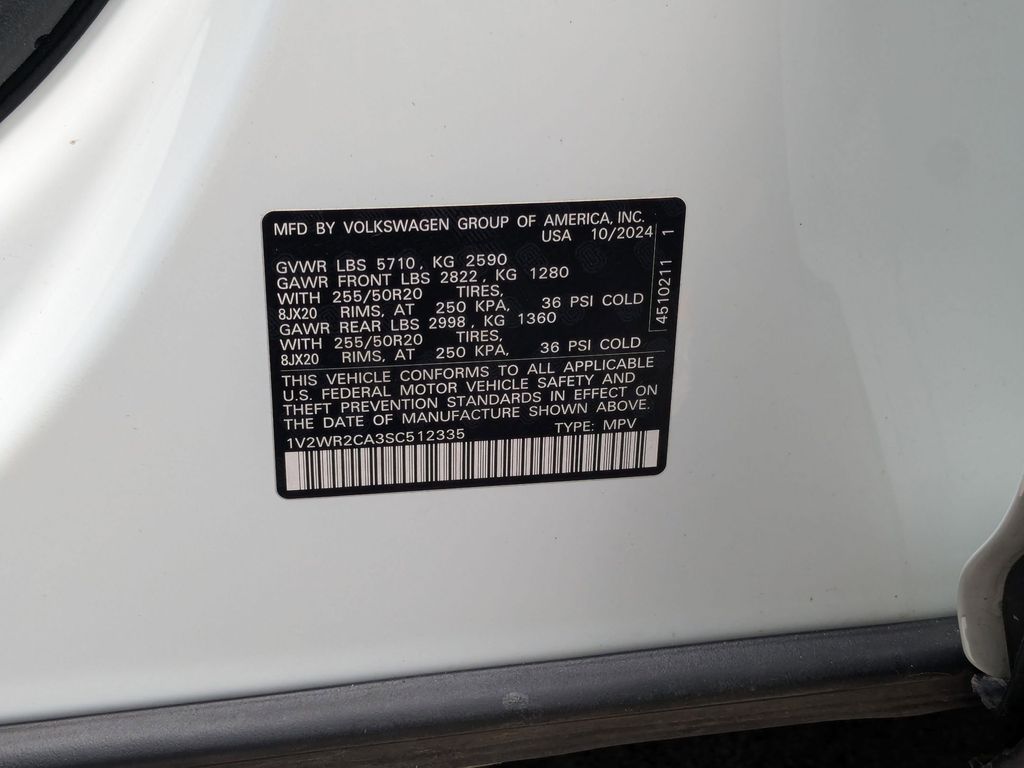 MFD BY VOLKSWAGEN GROUP OF AMERICA, INC.
USA 10/2024
GVWR LBS 5710, KG 2590
GAWR FRONT LBS 2822, KG 1280
WITH 255/50R20 TIRES,
8JX20 RIMS, AT 250 KPA, 36 PSI COLD
GAWR REAR LBS 2998, KG 1360
WITH 255/50R20 TIRES,
8JX20 RIMS, AT 250 KPA, 36 PSI COLD
4510211 1
THIS VEHICLE CONFORMS TO ALL APPLICABLE
U.S. FEDERAL MOTOR VEHICLE SAFETY AND
THEFT PREVENTION STANDARDS IN EFFECT ON
THE DATE OF MANUFACTURE SHOWN ABOVE.
1V2WR2CA3SC512335 TYPE: MPV